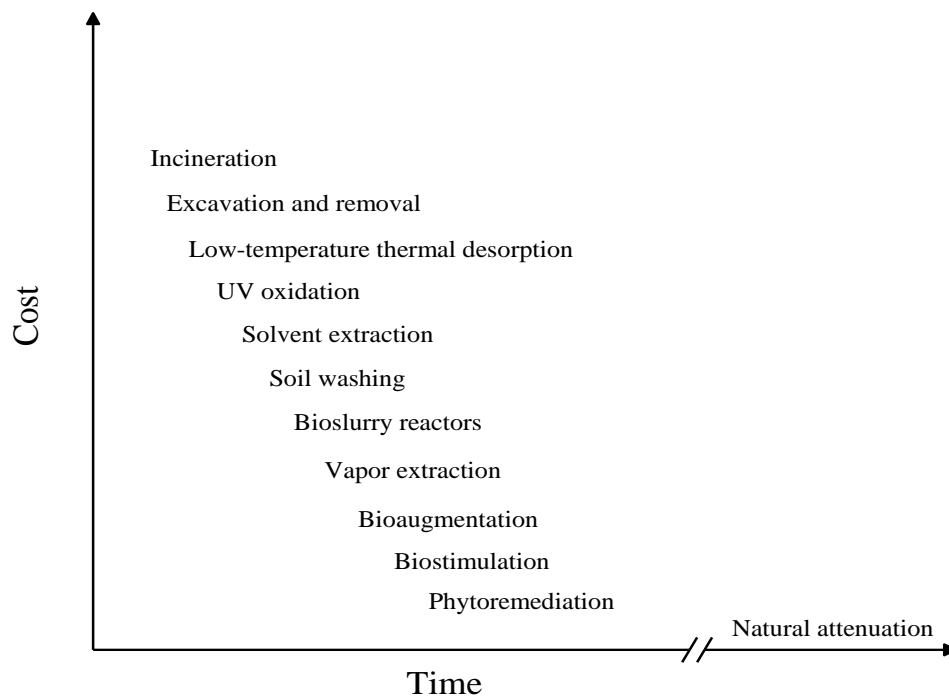 Incineration
Excavation and removal
Low-temperature thermal desorption
UV oxidation
Cost
Solvent extraction
Soil washing
Bioslurry reactors
Vapor extraction
Bioaugmentation
Biostimulation
Phytoremediation
Natural attenuation
Time